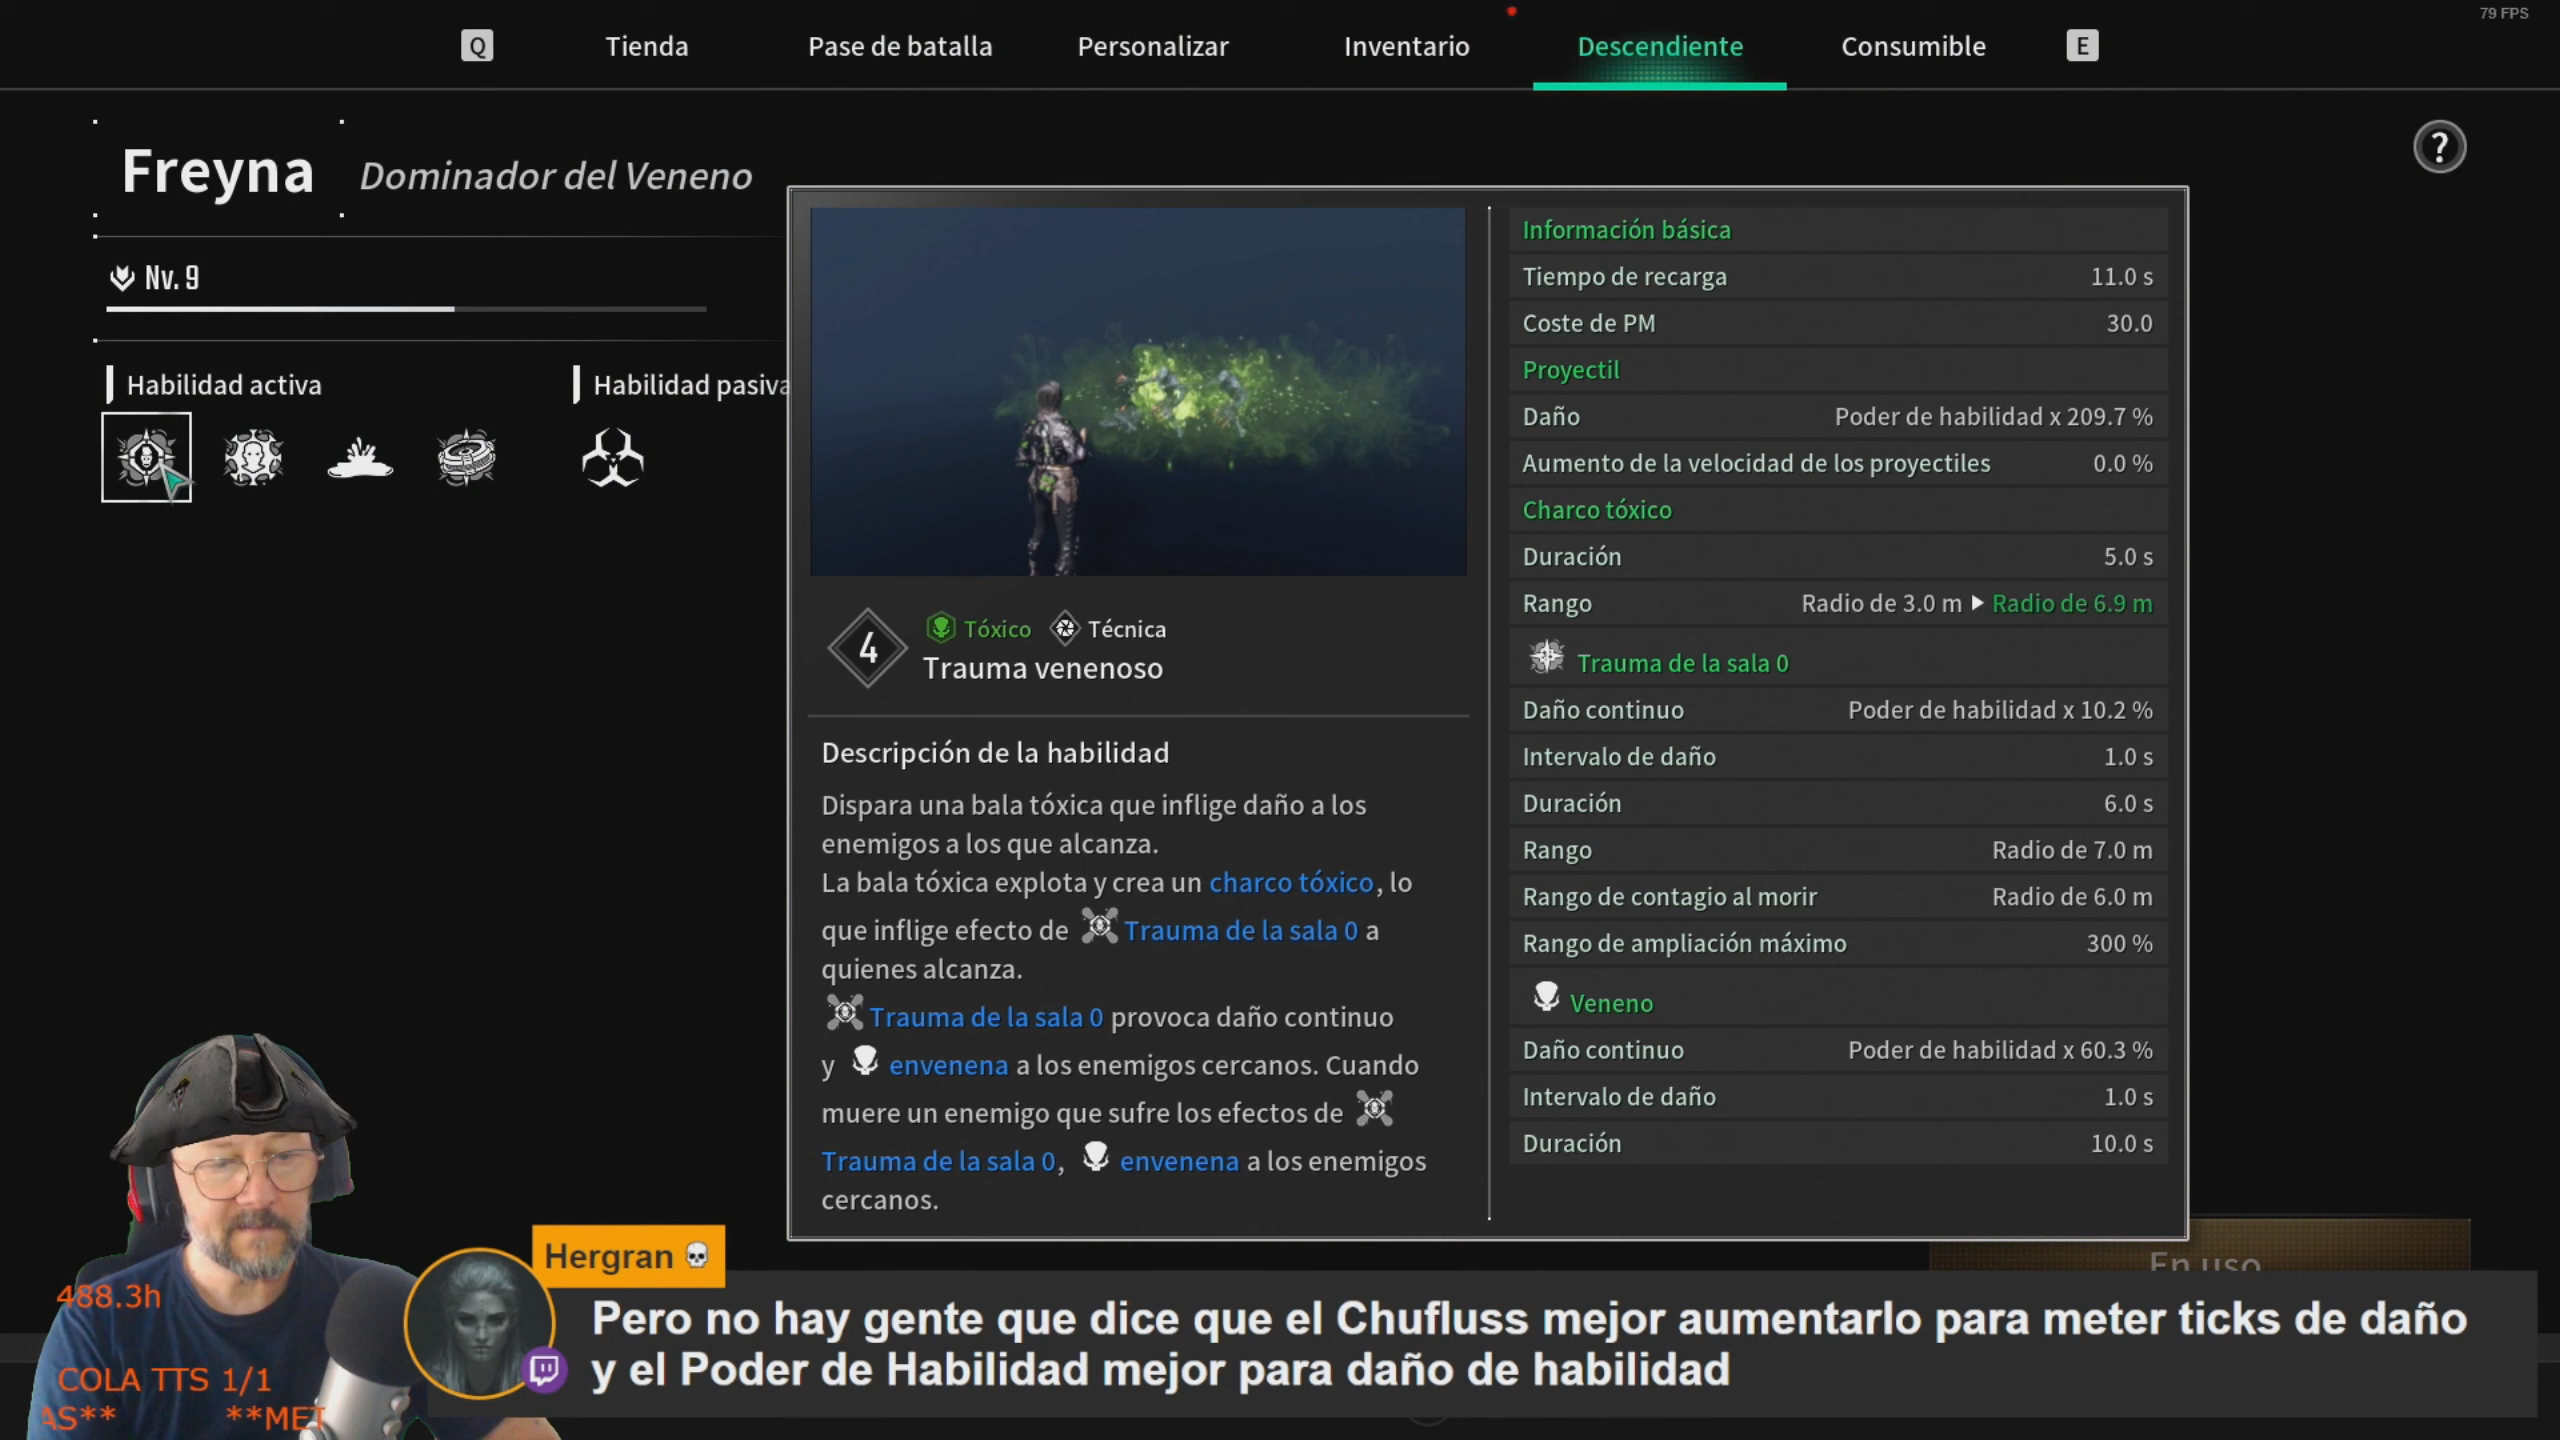 79 FPS
Q Tienda Pase de batalla Personalizar Inventario Descendiente Consumible E
Freyna Dominador del Veneno
?
Nv. 9
Habilidad activa Habilidad pasiva
4
Tóxico Técnica
Trauma venenoso
Descripción de la habilidad
Dispara una bala tóxica que inflige daño a los
enemigos a los que alcanza.
La bala tóxica explota y crea un charco tóxico, lo
que inflige efecto de Trauma de la sala 0 a
quienes alcanza.
Trauma de la sala 0 provoca daño continuo
y envenena a los enemigos cercanos. Cuando
muere un enemigo que sufre los efectos de
Trauma de la sala 0, envenena a los enemigos
cercanos.
Información básica
Tiempo de recarga 11.0 s
Coste de PM 30.0
Proyectil
Daño Poder de habilidad x 209.7 %
Aumento de la velocidad de los proyectiles 0.0 %
Charco tóxico
Duración 5.0 s
Rango Radio de 3.0 m Radio de 6.9 m
Trauma de la sala 0
Daño continuo Poder de habilidad x 10.2 %
Intervalo de daño 1.0 s
Duración 6.0 s
Rango Radio de 7.0 m
Rango de contagio al morir Radio de 6.0 m
Rango de ampliación máximo 300 %
Veneno
Daño continuo Poder de habilidad x 60.3 %
Intervalo de daño 1.0 s
Duración 10.0 s
En uso
Hergran
Pero no hay gente que dice que el Chufluss mejor aumentarlo para meter ticks de daño
y el Poder de Habilidad mejor para daño de habilidad
488.3h
COLA TTS 1/1
AS** **MET